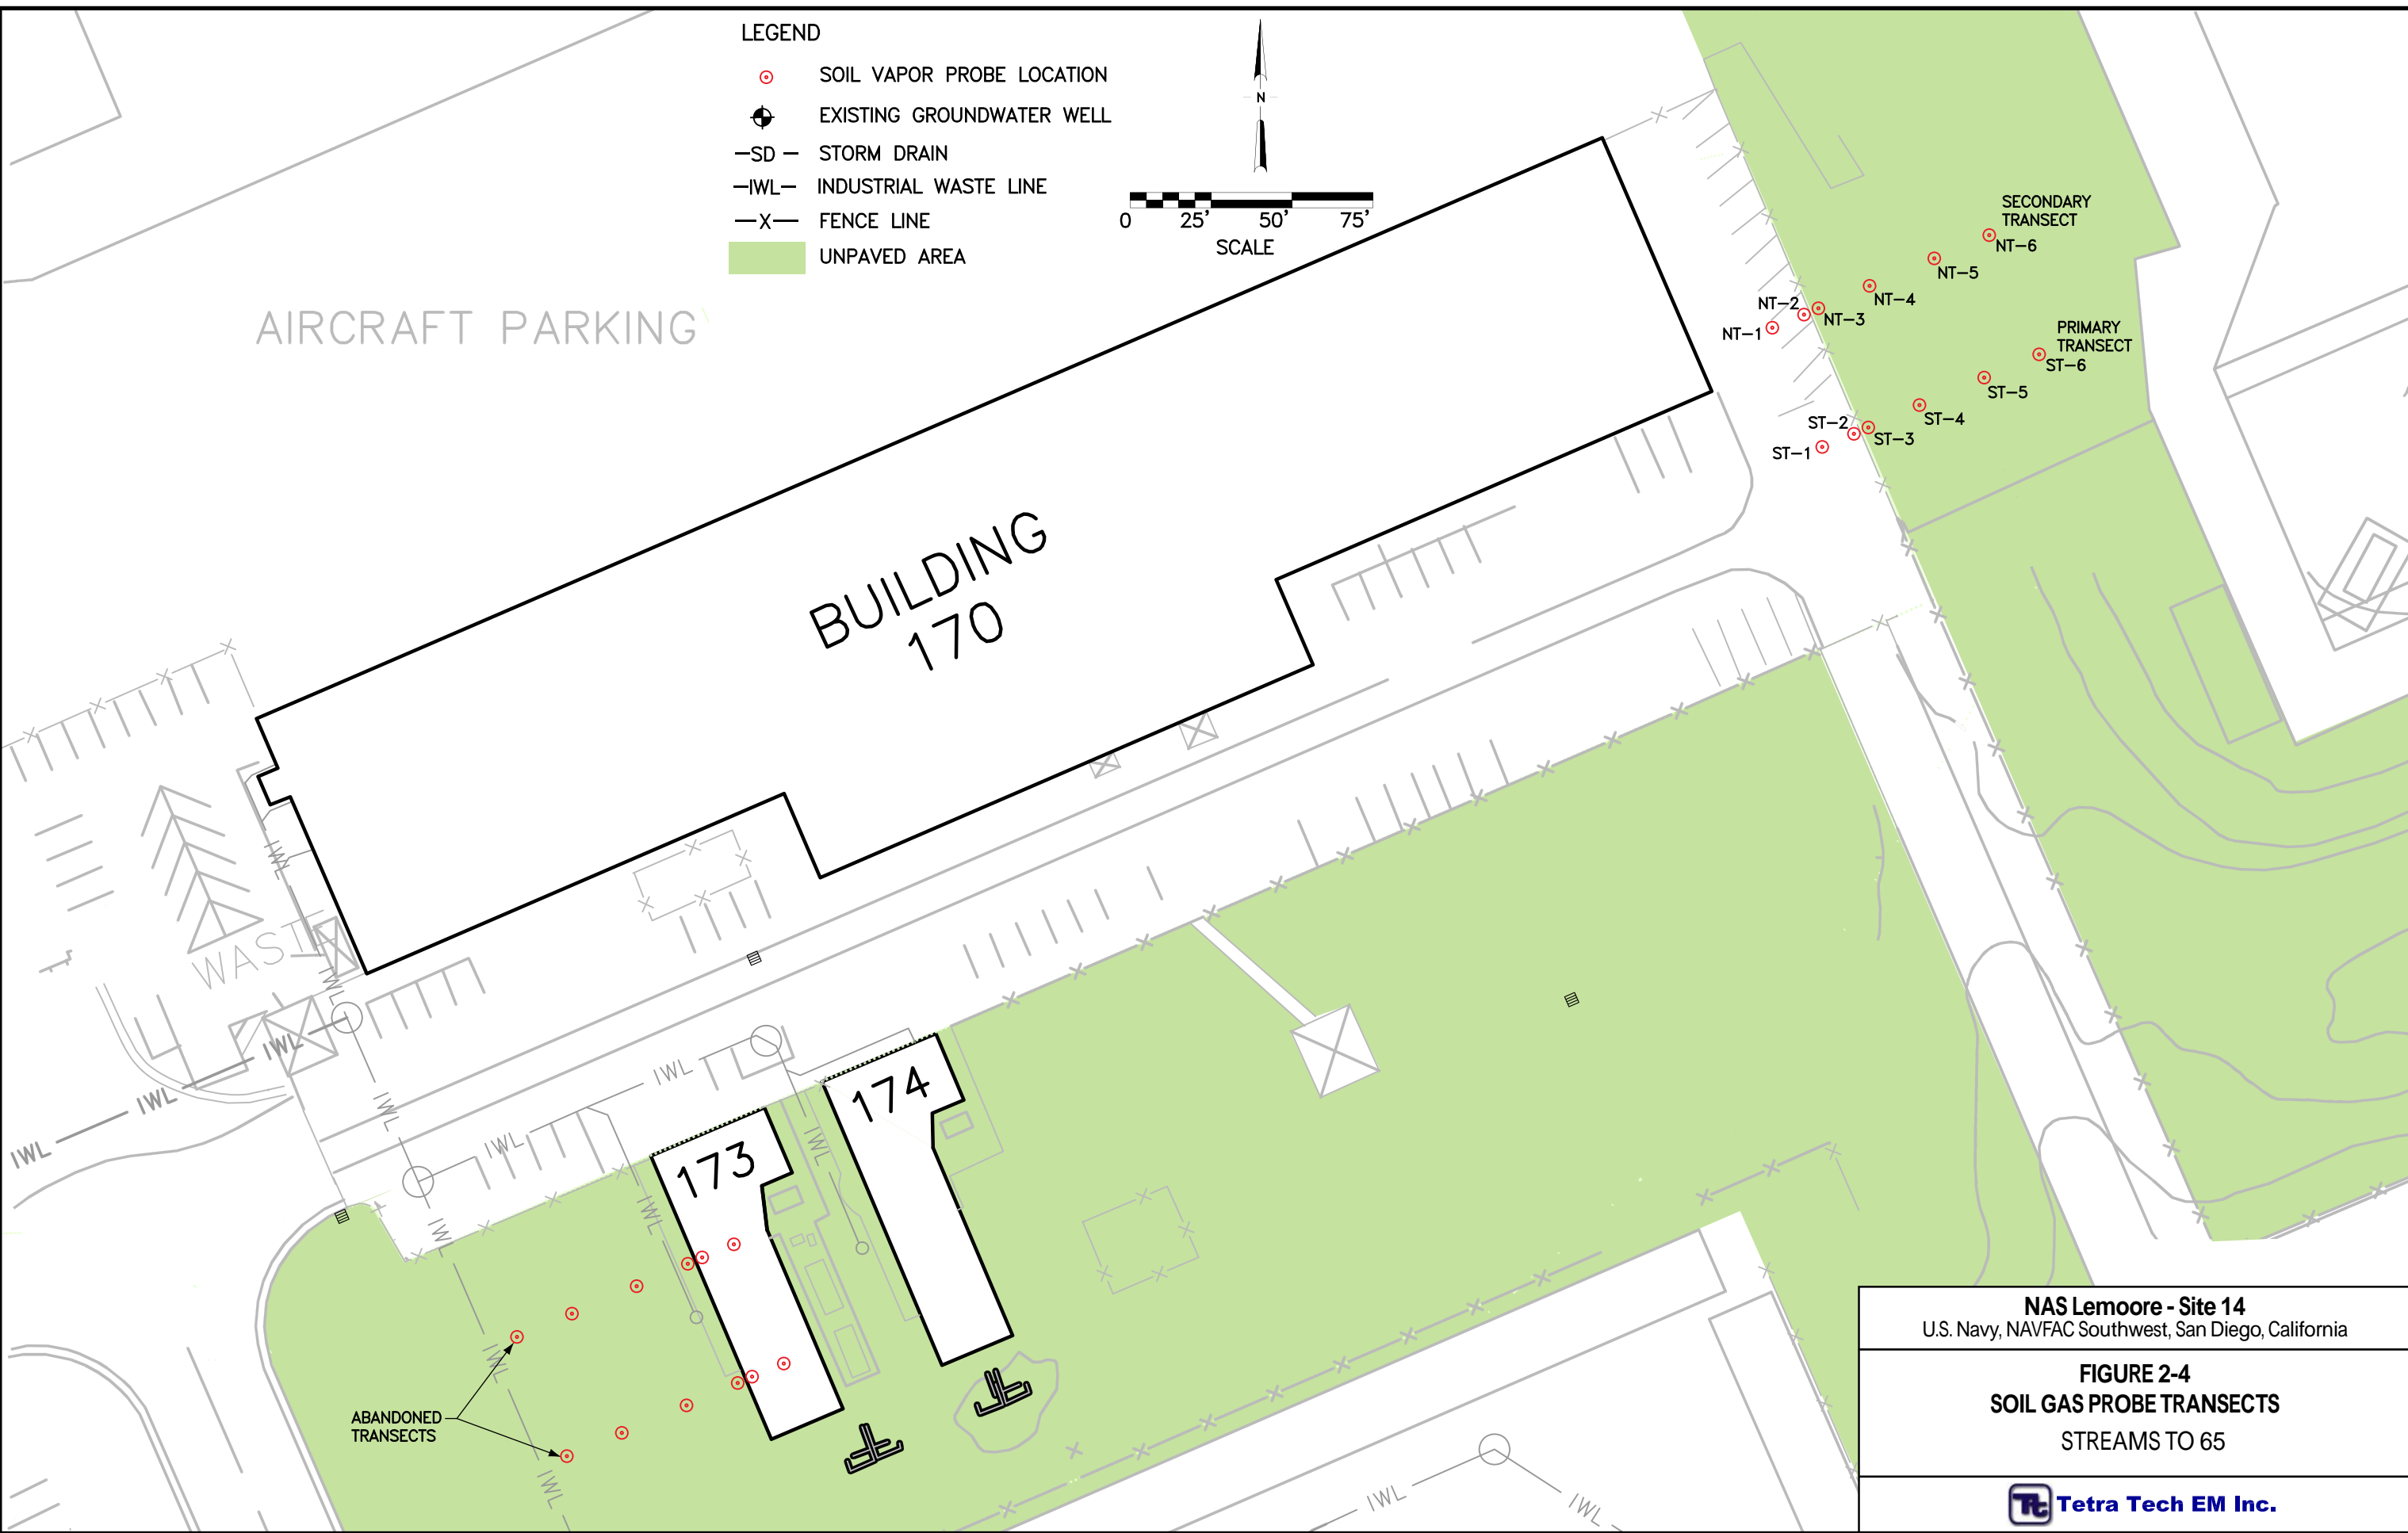 LEGEND
SOIL VAPOR PROBE LOCATION
EXISTING GROUNDWATER WELL
—SD — STORM DRAIN
—IWL— INDUSTRIAL WASTE LINE
—X— FENCE LINE
UNPAVED AREA
N
0 25' 50' 75'
SCALE
AIRCRAFT PARKING
SECONDARY
TRANSECT
NT-6
NT-5
NT-4
NT-2
NT-3
NT-1
PRIMARY
TRANSECT
ST-6
ST-5
ST-4
ST-2
ST-3
ST-1
BUILDING
170
IWL
WAST
IWL
IWL
IWL
IWL
IWL
IWL
IWL
174
IWL
173
IWL
IWL
IWL
ABANDONED
TRANSECTS
IWL
IWL
IWL
NAS Lemoore - Site 14
U.S. Navy, NAVFAC Southwest, San Diego, California
FIGURE 2-4
SOIL GAS PROBE TRANSECTS
STREAMS TO 65
Tt Tetra Tech EM Inc.